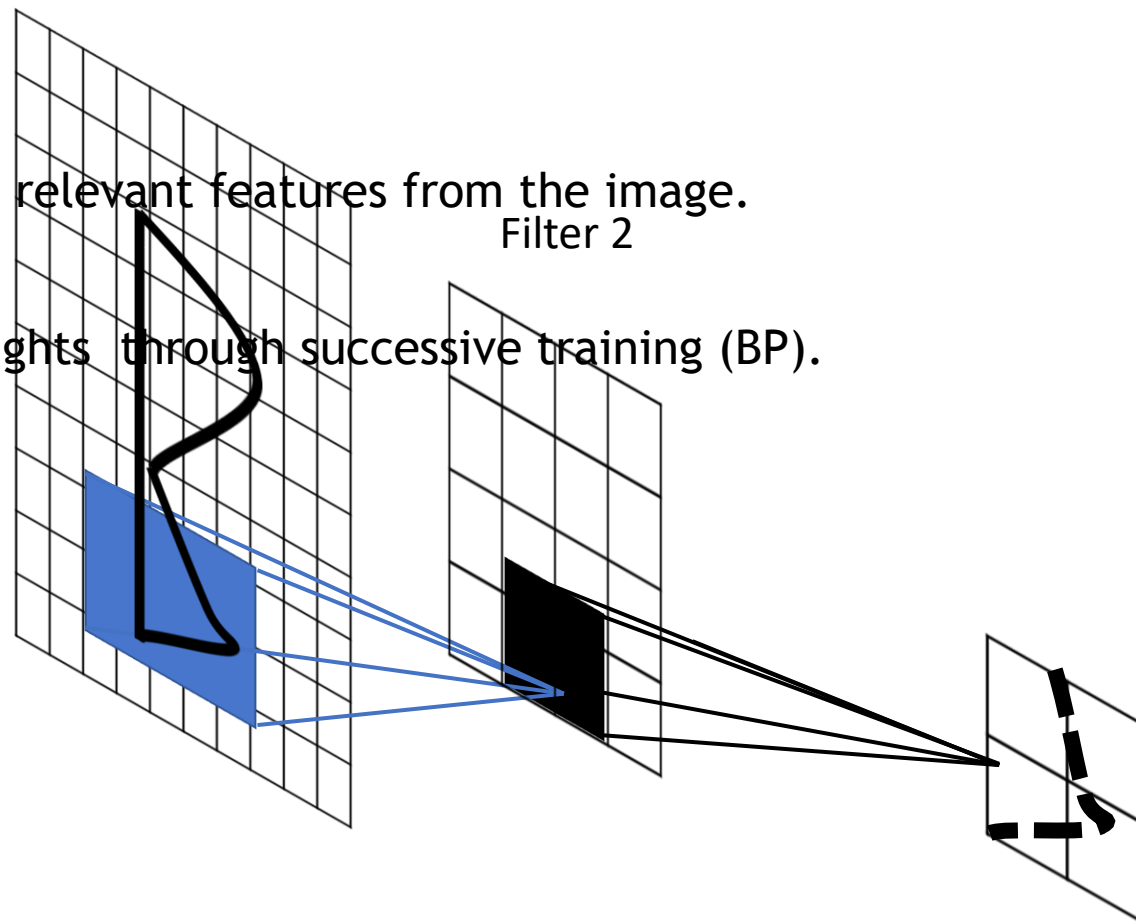 relevant features from the image.
Filter 2
ghts through successive training (BP).